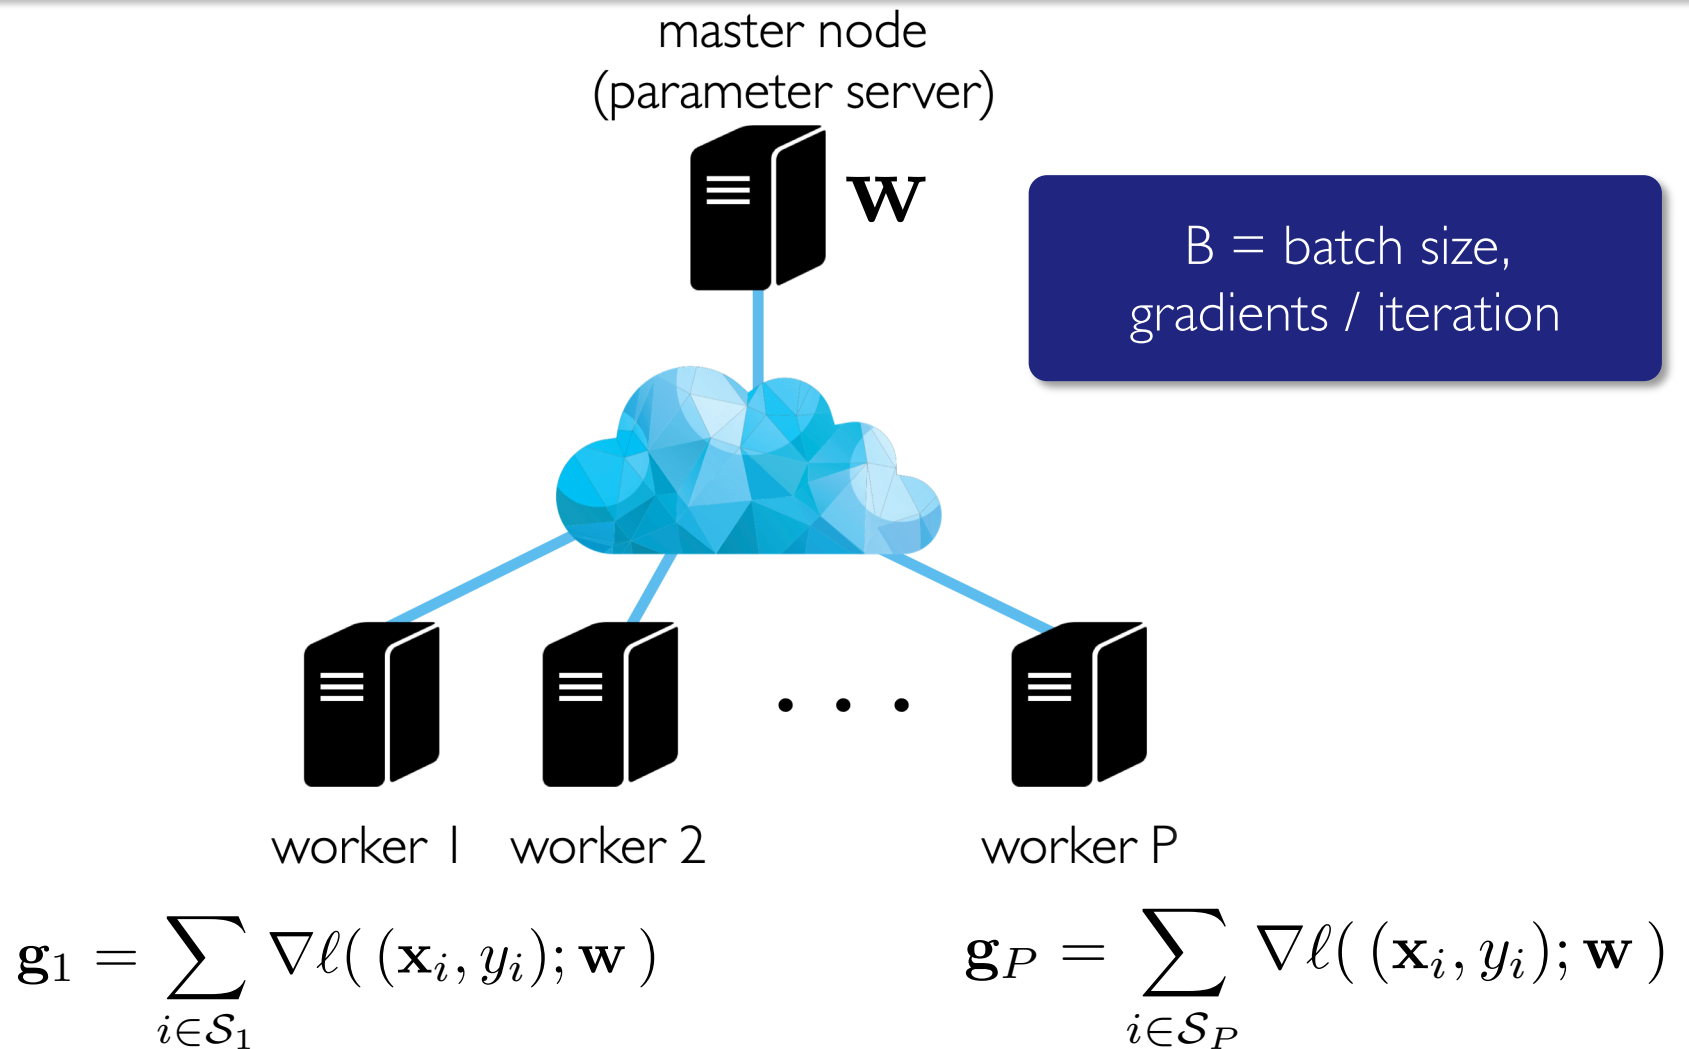 master node
(parameter server)
w
B = batch size,
gradients / iteration
. . .
worker 1
worker 2
worker P
g₁ = ∑_{i∈𝒮₁} ∇ℓ( (xᵢ, yᵢ); w )
g_P = ∑_{i∈𝒮_P} ∇ℓ( (xᵢ, yᵢ); w )